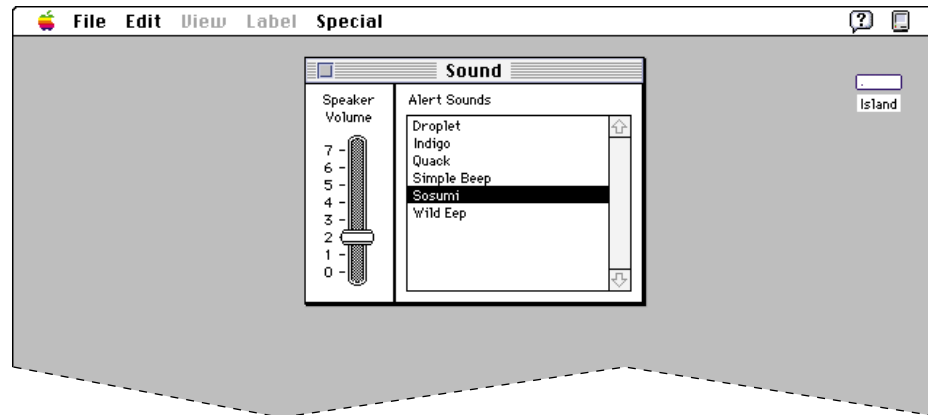 File Edit View Label Special
Sound
Speaker
Volume
7
6
5
4
3
2
1
0
Alert Sounds
Droplet
Indigo
Quack
Simple Beep
Sosumi
Wild Eep
Island